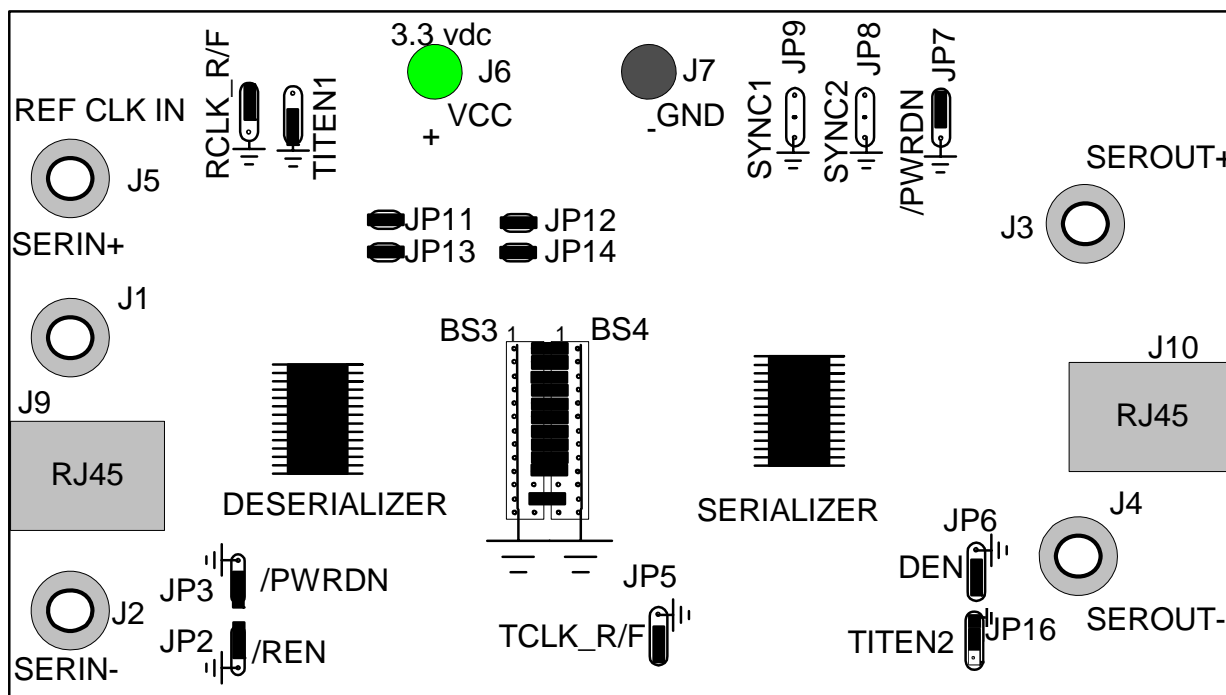 3.3 vdc
J6
VCC
+
J7
-GND
RCLK_R/F
TITEN1
SYNC1
JP9
SYNC2
JP8
/PWRDN
JP7
REF CLK IN
J5
SERIN+
J1
SEROUT+
J3
JP11
JP12
JP13
JP14
BS3
1
1
BS4
J9
RJ45
DESERIALIZER
SERIALIZER
J10
RJ45
JP3
/PWRDN
JP2
/REN
J2
SERIN-
JP5
TCLK_R/F
JP6
DEN
JP16
TITEN2
J4
SEROUT-